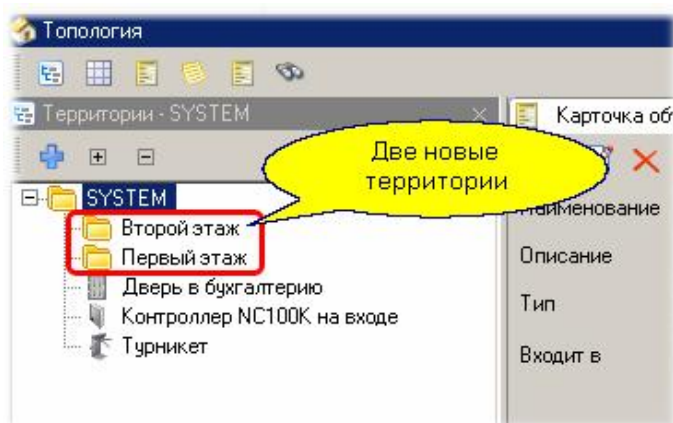 Топология
Территории - SYSTEM
Карточка об
Две новые
территории
SYSTEM
Второй этаж
Первый этаж
Дверь в бухгалтерию
Контроллер NC100K на входе
Турникет
Наименование
Описание
Тип
Входит в